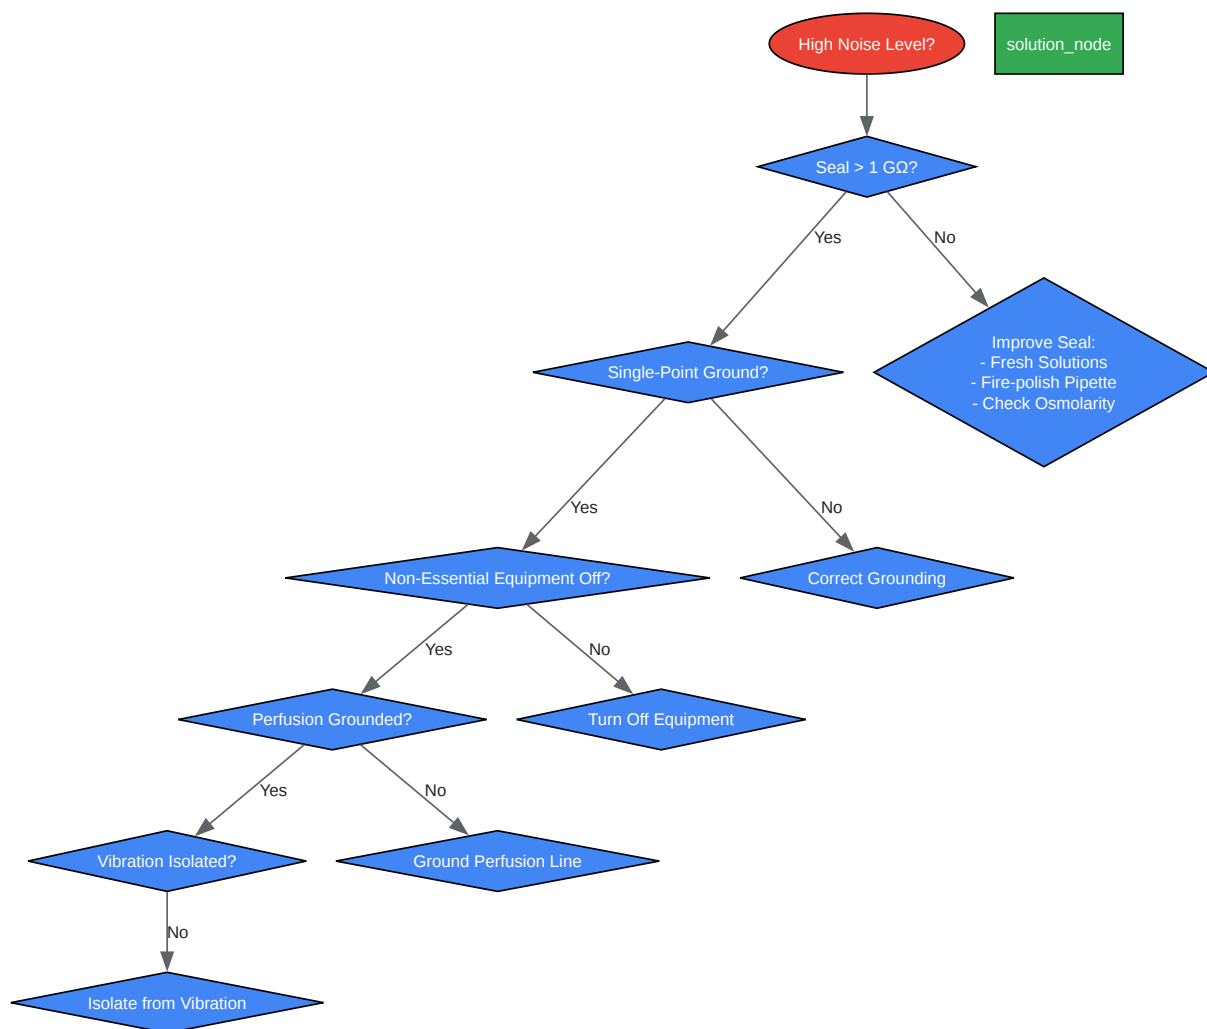 High Noise Level?
solution_node
Seal > 1 GΩ?
Yes
No
Single-Point Ground?
Improve Seal:
- Fresh Solutions
- Fire-polish Pipette
- Check Osmolarity
Yes
No
Non-Essential Equipment Off?
Correct Grounding
Yes
No
Perfusion Grounded?
Turn Off Equipment
Yes
No
Vibration Isolated?
Ground Perfusion Line
No
Isolate from Vibration